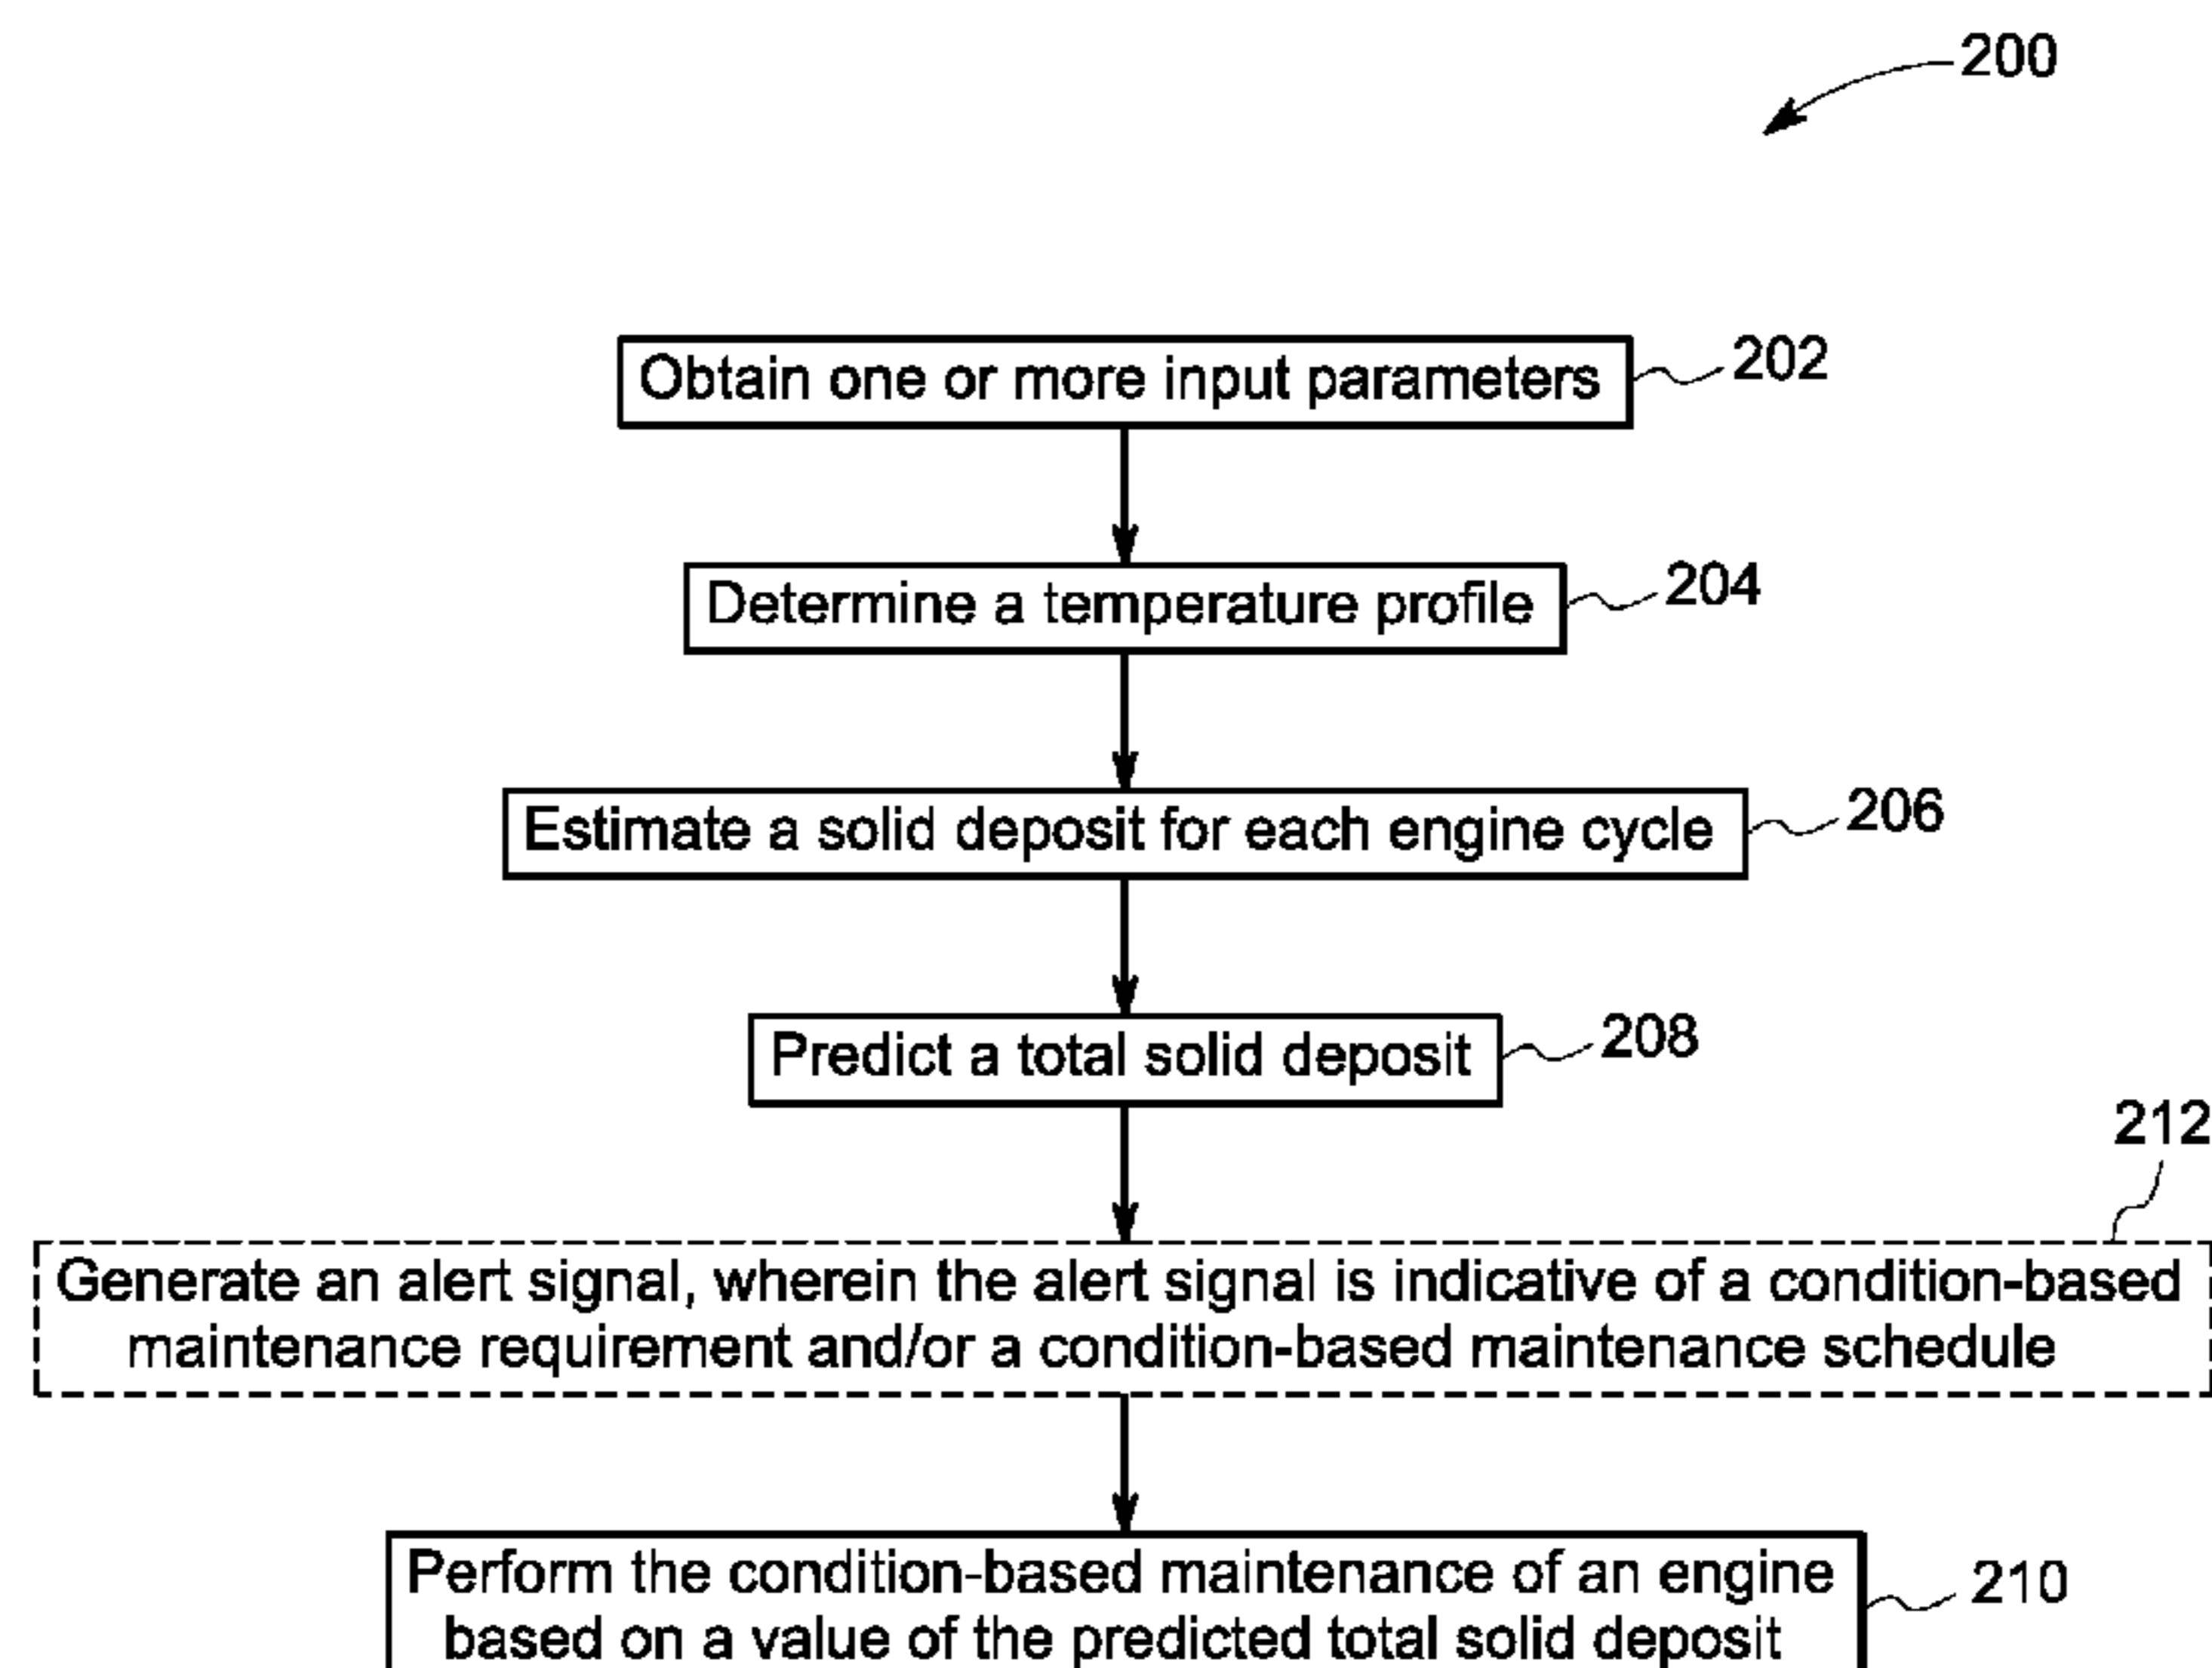 200
Obtain one or more input parameters
202
Determine a temperature profile
204
Estimate a solid deposit for each engine cycle
206
Predict a total solid deposit
208
212
Generate an alert signal, wherein the alert signal is indicative of a condition-based
maintenance requirement and/or a condition-based maintenance schedule
Perform the condition-based maintenance of an engine
based on a value of the predicted total solid deposit
210